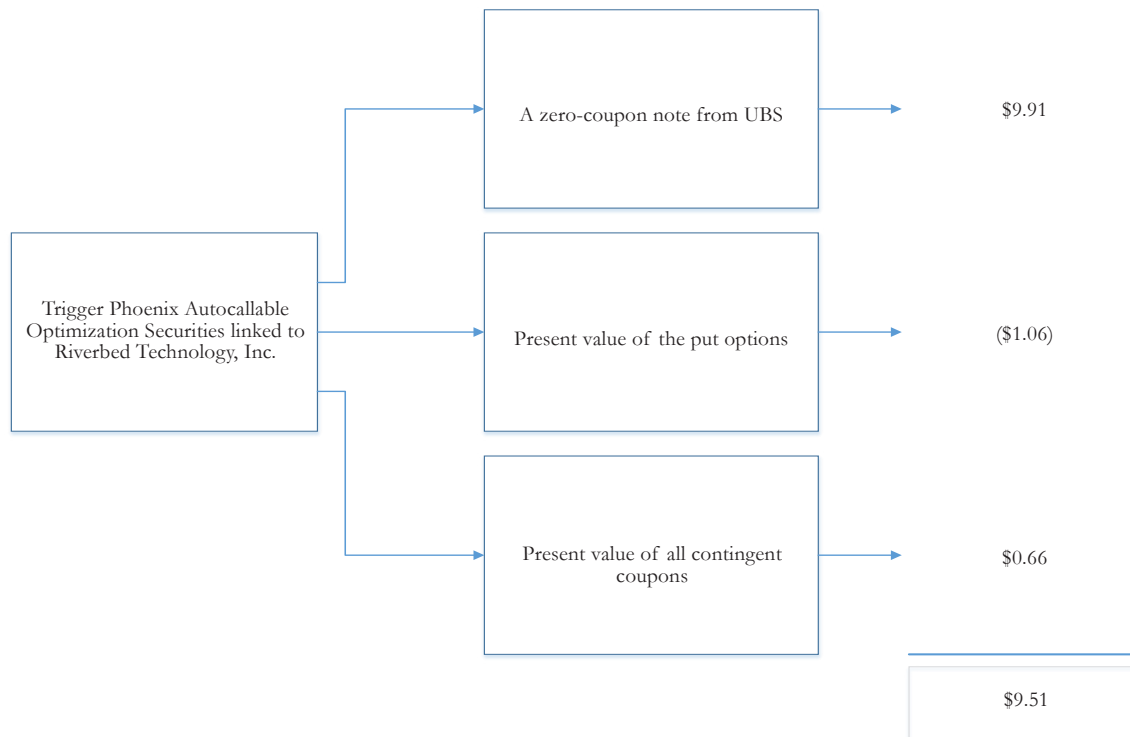 A zero-coupon note from UBS
$9.91
Trigger Phoenix Autocallable
Optimization Securities linked to
Riverbed Technology, Inc.
Present value of the put options
($1.06)
Present value of all contingent
coupons
$0.66
$9.51